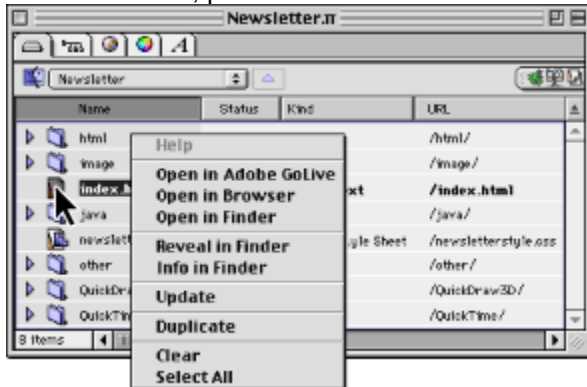 Newsletter.π
A
Newsletter
Name Status Kind URL
html /html/
image /image/
index.h xt /index.html
java /java/
newslett yle Sheet /newsletterstyle.css
other /other/
QuickDra /QuickDraw3D/
QuickTim /QuickTime/
8 items
Help
Open in Adobe GoLive
Open in Browser
Open in Finder
Reveal in Finder
Info in Finder
Update
Duplicate
Clear
Select All